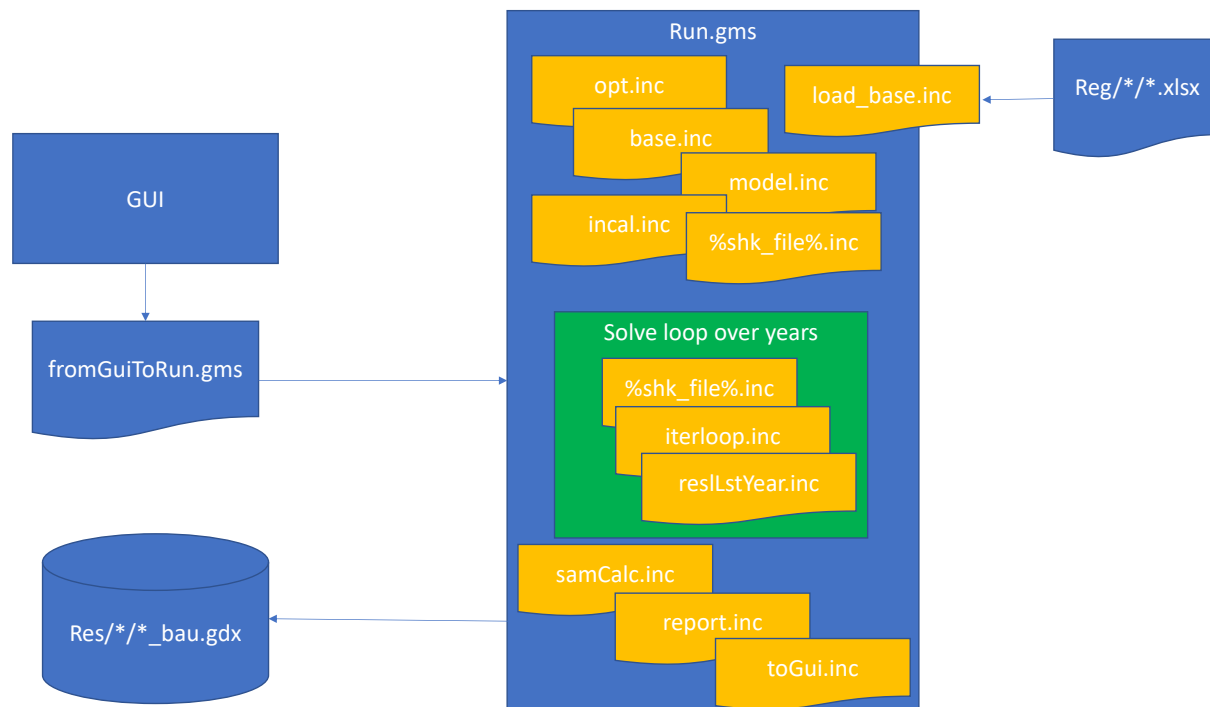 Run.gms
opt.inc
load_base.inc
Reg/*/*.xlsx
base.inc
model.inc
GUI
incal.inc
%shk_file%.inc
Solve loop over years
fromGuiToRun.gms
%shk_file%.inc
iterloop.inc
reslLstYear.inc
samCalc.inc
Res/*/*_bau.gdx
report.inc
toGui.inc